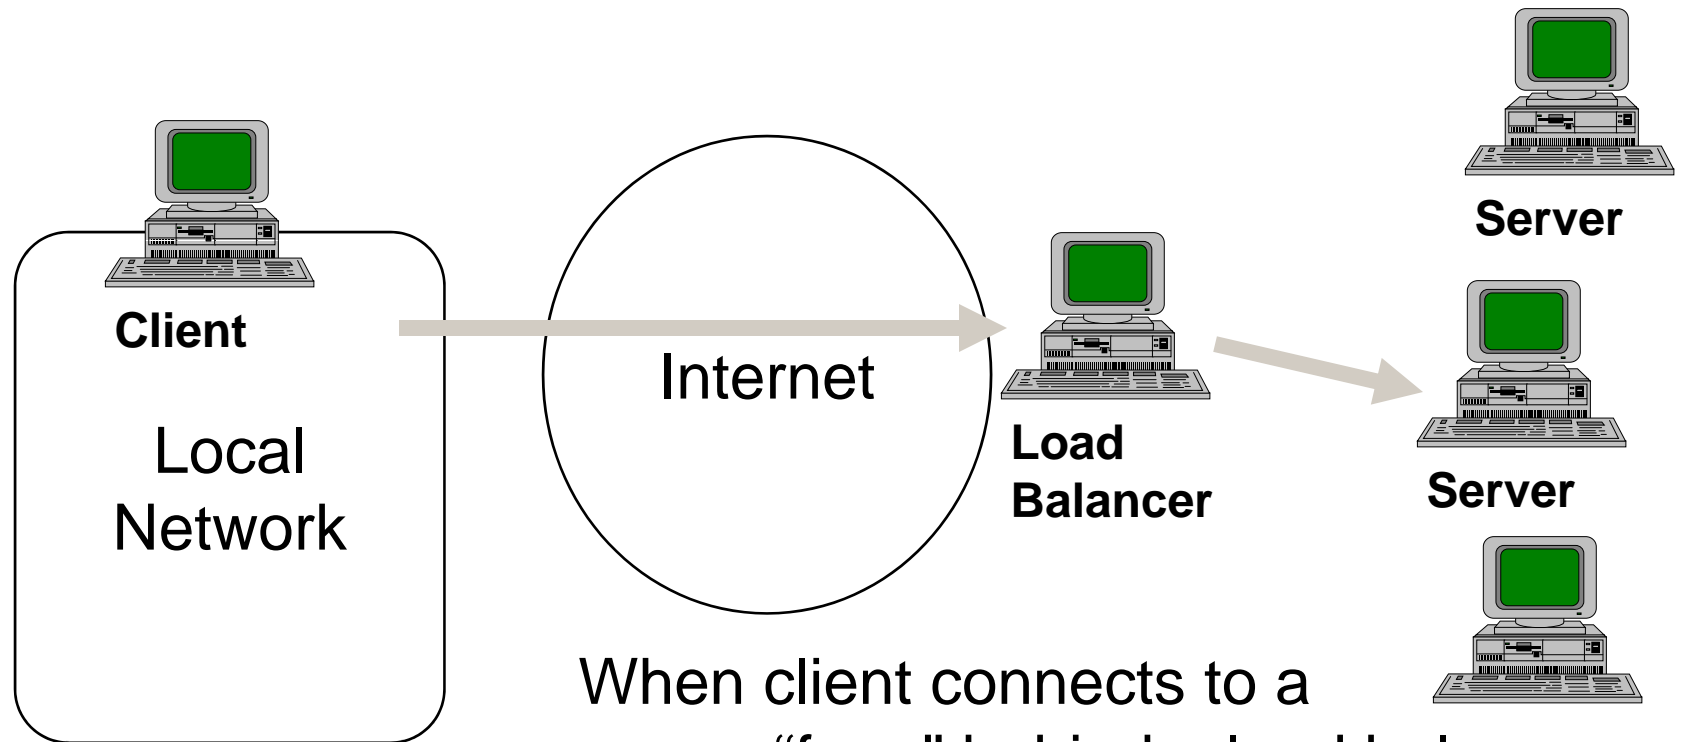 Server
Client
Internet
Server
Load
Balancer
Local
Network
When client connects to a